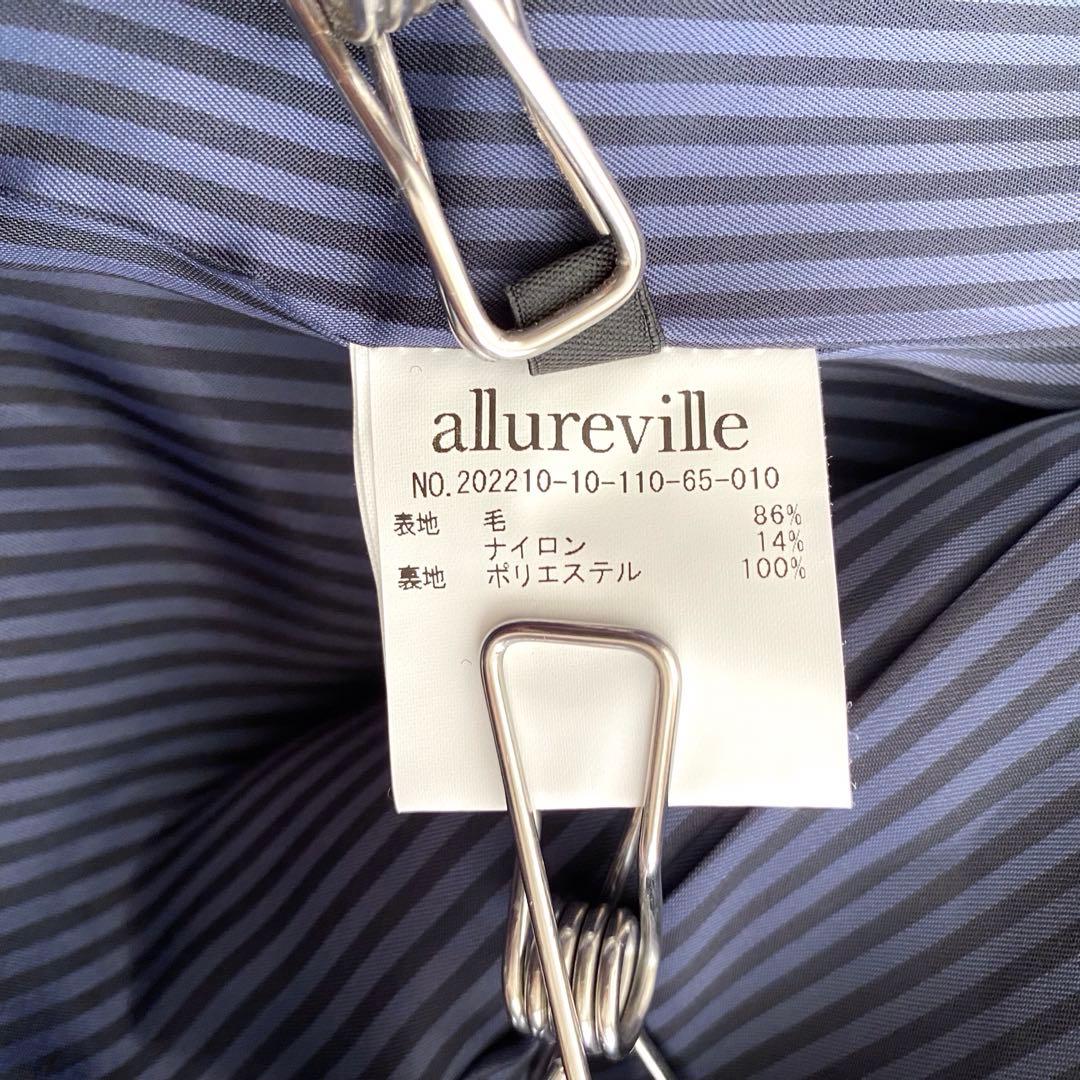 allureville
NO.202210-10-110-65-010
表地 毛 86%
ナイロン 14%
裏地 ポリエステル 100%